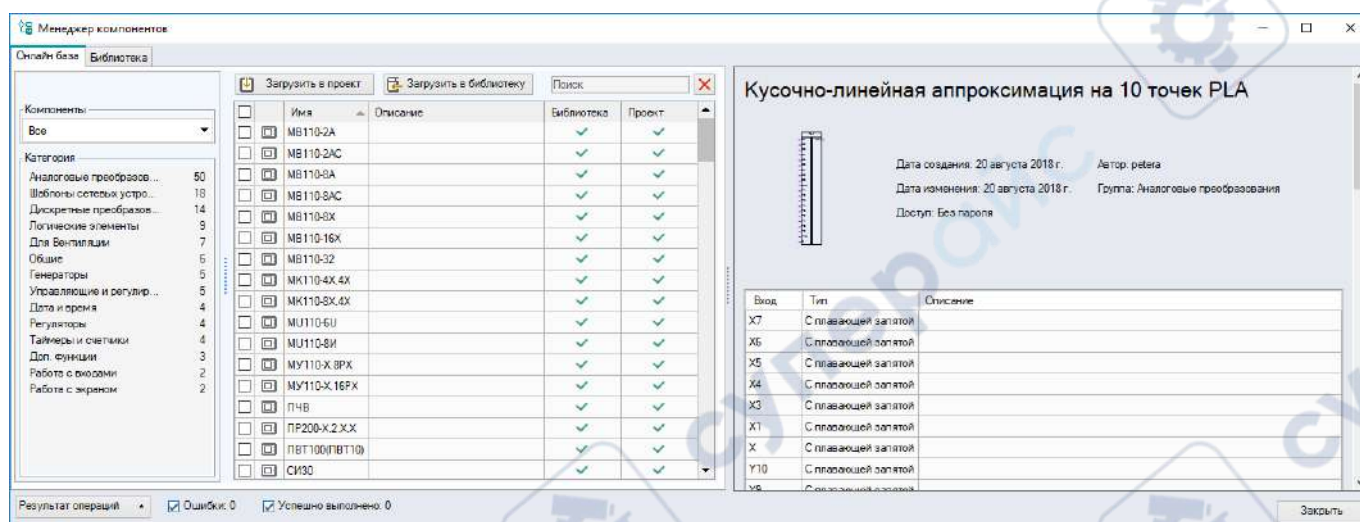 Менеджер компонентов
Онлайн база Библиотека
Компоненты
Все
Категория
Аналоговые преобразов... 50
Шаблоны сетевых устро... 18
Дискретные преобразов... 14
Логические элементы 9
Для Вентиляции 7
Общие 6
Генераторы 5
Управляющие и регулир... 5
Дата и время 4
Регуляторы 4
Таймеры и счетчики 4
Доп. функции 3
Работа с входами 2
Работа с экраном 2
Загрузить в проект Загрузить в библиотеку Поиск
Имя Описание Библиотека Проект
МВ110-2А
МВ110-2АС
МВ110-8А
МВ110-8АС
МВ110-8Х
МВ110-16Х
МВ110-32
МК110-4Х.4Х
МК110-8Х.4Х
MU110-6U
MU110-8И
МУ110-Х.8РХ
МУ110-Х.16РХ
ПЧВ
ПР200-Х.2.Х.Х
ПВТ100(ПВТ10)
СИ30
Кусочно-линейная аппроксимация на 10 точек PLA
Дата создания: 20 августа 2018 г. Автор: petera
Дата изменения: 20 августа 2018 г. Группа: Аналоговые преобразования
Доступ: Без пароля
Вход Тип Описание
X7 С плавающей запятой
X6 С плавающей запятой
X5 С плавающей запятой
X4 С плавающей запятой
X3 С плавающей запятой
X1 С плавающей запятой
X С плавающей запятой
Y10 С плавающей запятой
Y9 С плавающей запятой
Результат операций Ошибки: 0 Успешно выполнено: 0
Закрыть
суперайс